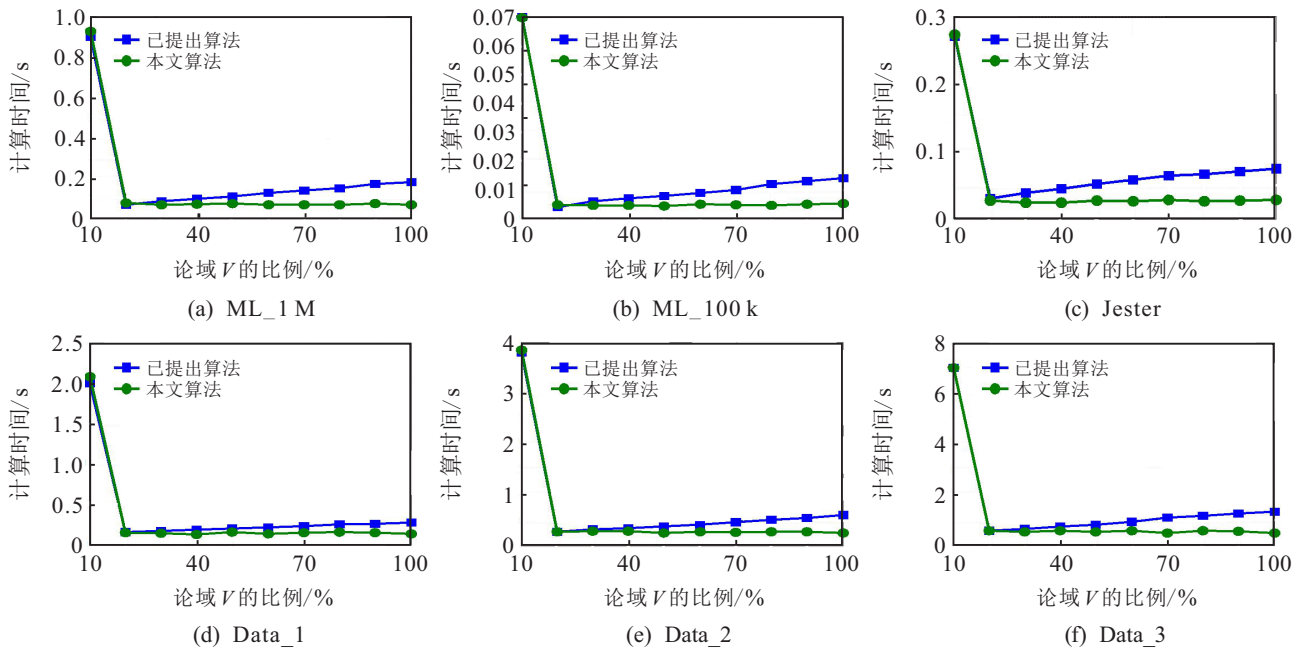 1.0
0.8
0.6
0.4
0.2
0
计算时间/s
已提出算法
本文算法
10 40 70 100
论域 V 的比例/%
(a) ML_1 M
0.07
0.06
0.05
0.04
0.03
0.02
0.01
0
计算时间/s
已提出算法
本文算法
10 40 70 100
论域 V 的比例/%
(b) ML_100 k
0.3
0.2
0.1
0
计算时间/s
已提出算法
本文算法
10 40 70 100
论域 V 的比例/%
(c) Jester
2.5
2.0
1.5
1.0
0.5
0
计算时间/s
已提出算法
本文算法
10 40 70 100
论域 V 的比例/%
(d) Data_1
4
3
2
1
0
计算时间/s
已提出算法
本文算法
10 40 70 100
论域 V 的比例/%
(e) Data_2
8
6
4
2
0
计算时间/s
已提出算法
本文算法
10 40 70 100
论域 V 的比例/%
(f) Data_3